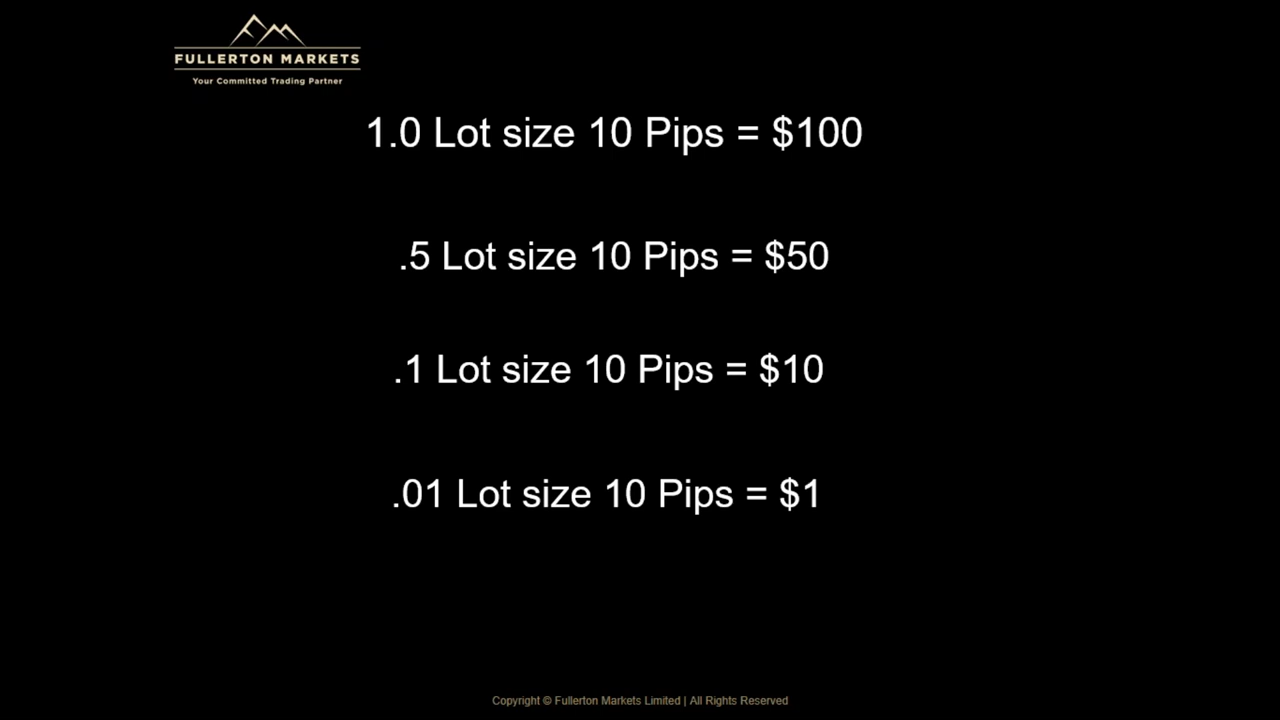 FULLERTON MARKETS
Your Committed Trading Partner
1.0 Lot size 10 Pips = $100
.5 Lot size 10 Pips = $50
.1 Lot size 10 Pips = $10
.01 Lot size 10 Pips = $1
Copyright © Fullerton Markets Limited | All Rights Reserved